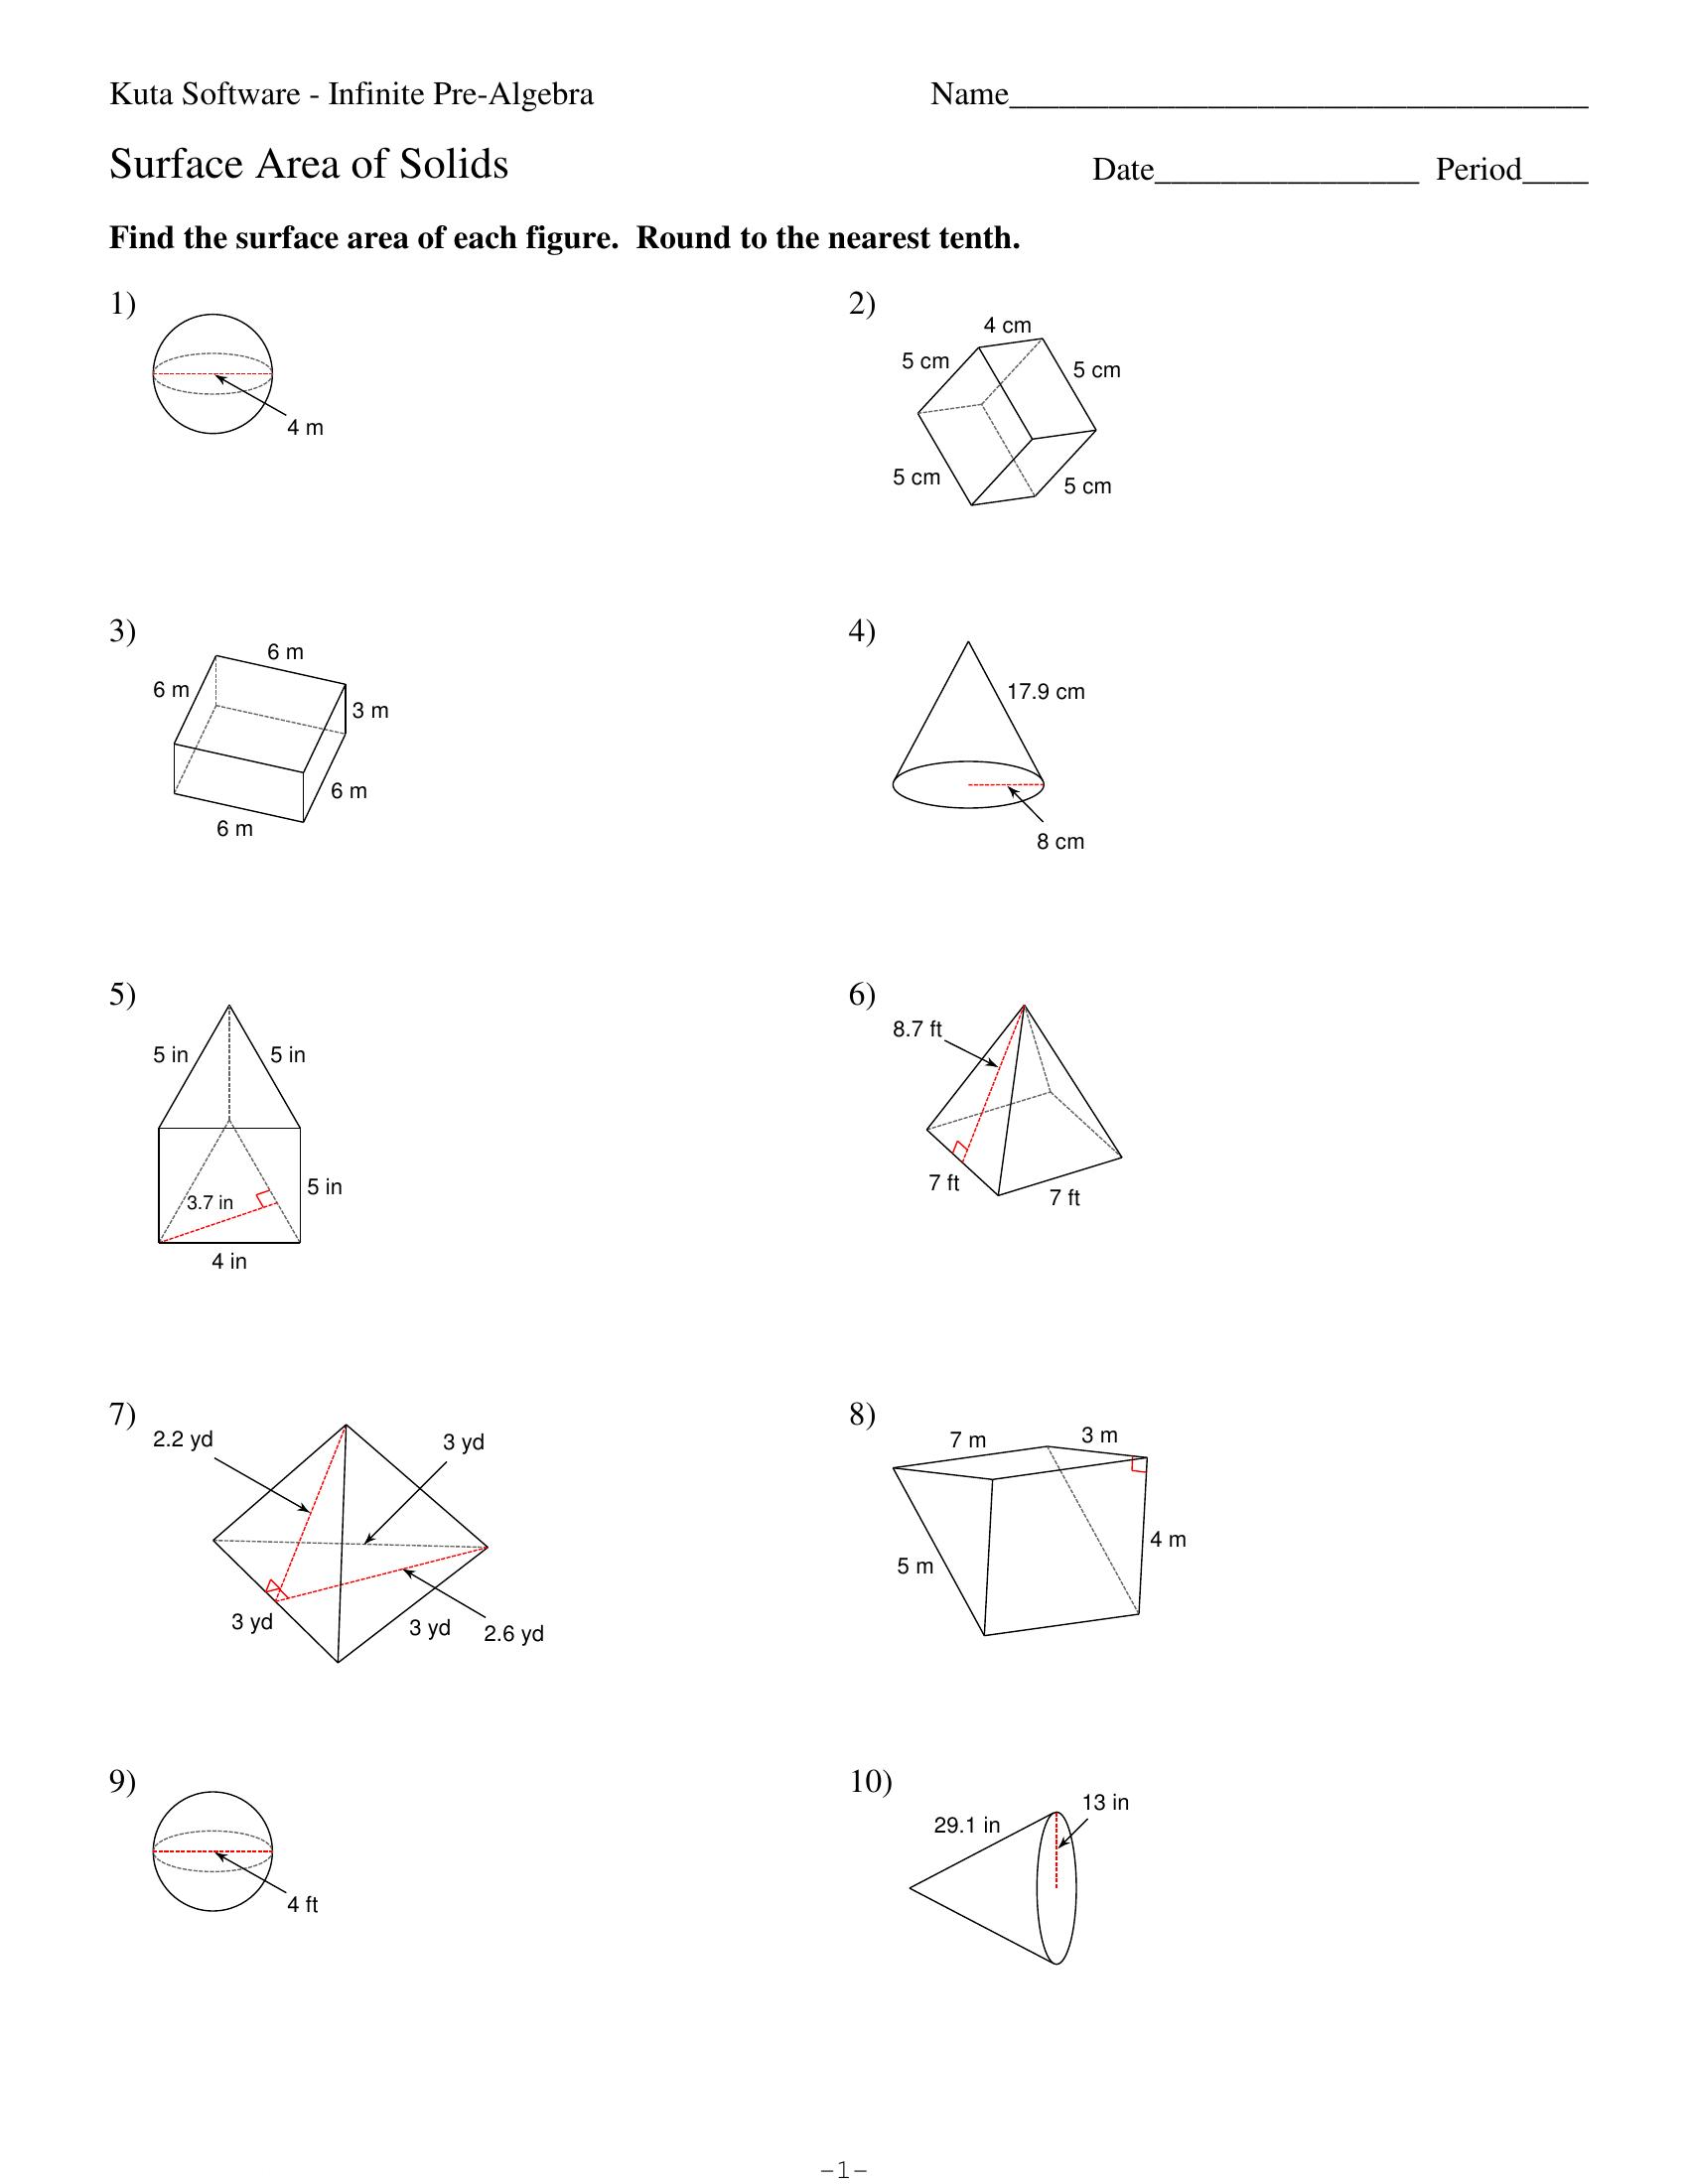 Kuta Software - Infinite Pre-Algebra
Name___________________________________
Surface Area of Solids
Date________________ Period____
Find the surface area of each figure.  Round to the nearest tenth.
1)
4 m
2)
4 cm
5 cm
5 cm
5 cm
5 cm
3)
6 m
6 m
3 m
6 m
6 m
4)
17.9 cm
8 cm
5)
5 in
5 in
5 in
3.7 in
4 in
6)
8.7 ft
7 ft
7 ft
7)
2.2 yd
3 yd
3 yd
3 yd
2.6 yd
8)
7 m
3 m
4 m
5 m
9)
4 ft
10)
13 in
29.1 in
-1-